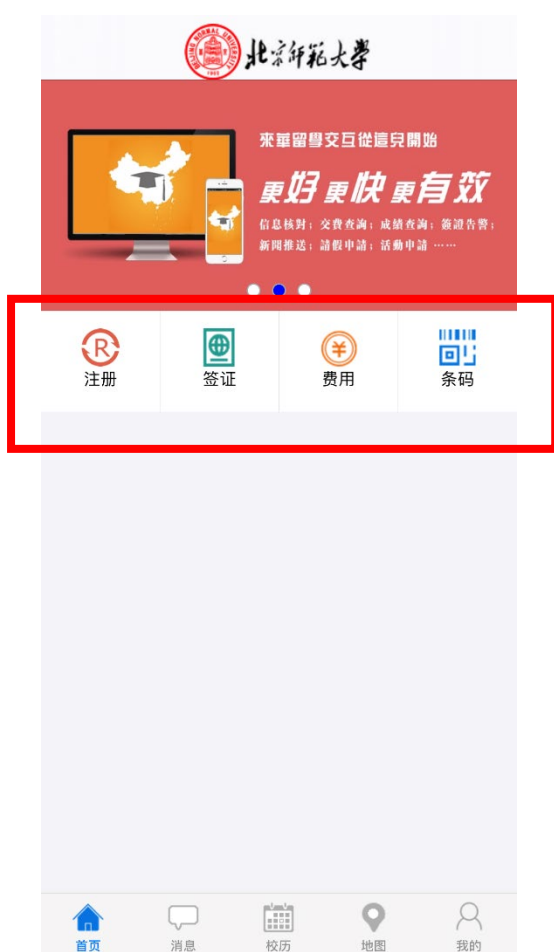 北京师范大学
來華留學交互從這兒開始
更好更快更有效
信息核對；交費查詢；成績查詢；簽證告警；
新聞推送；請假申請；活動申請 ……
注册
签证
费用
条码
首页
消息
校历
地图
我的